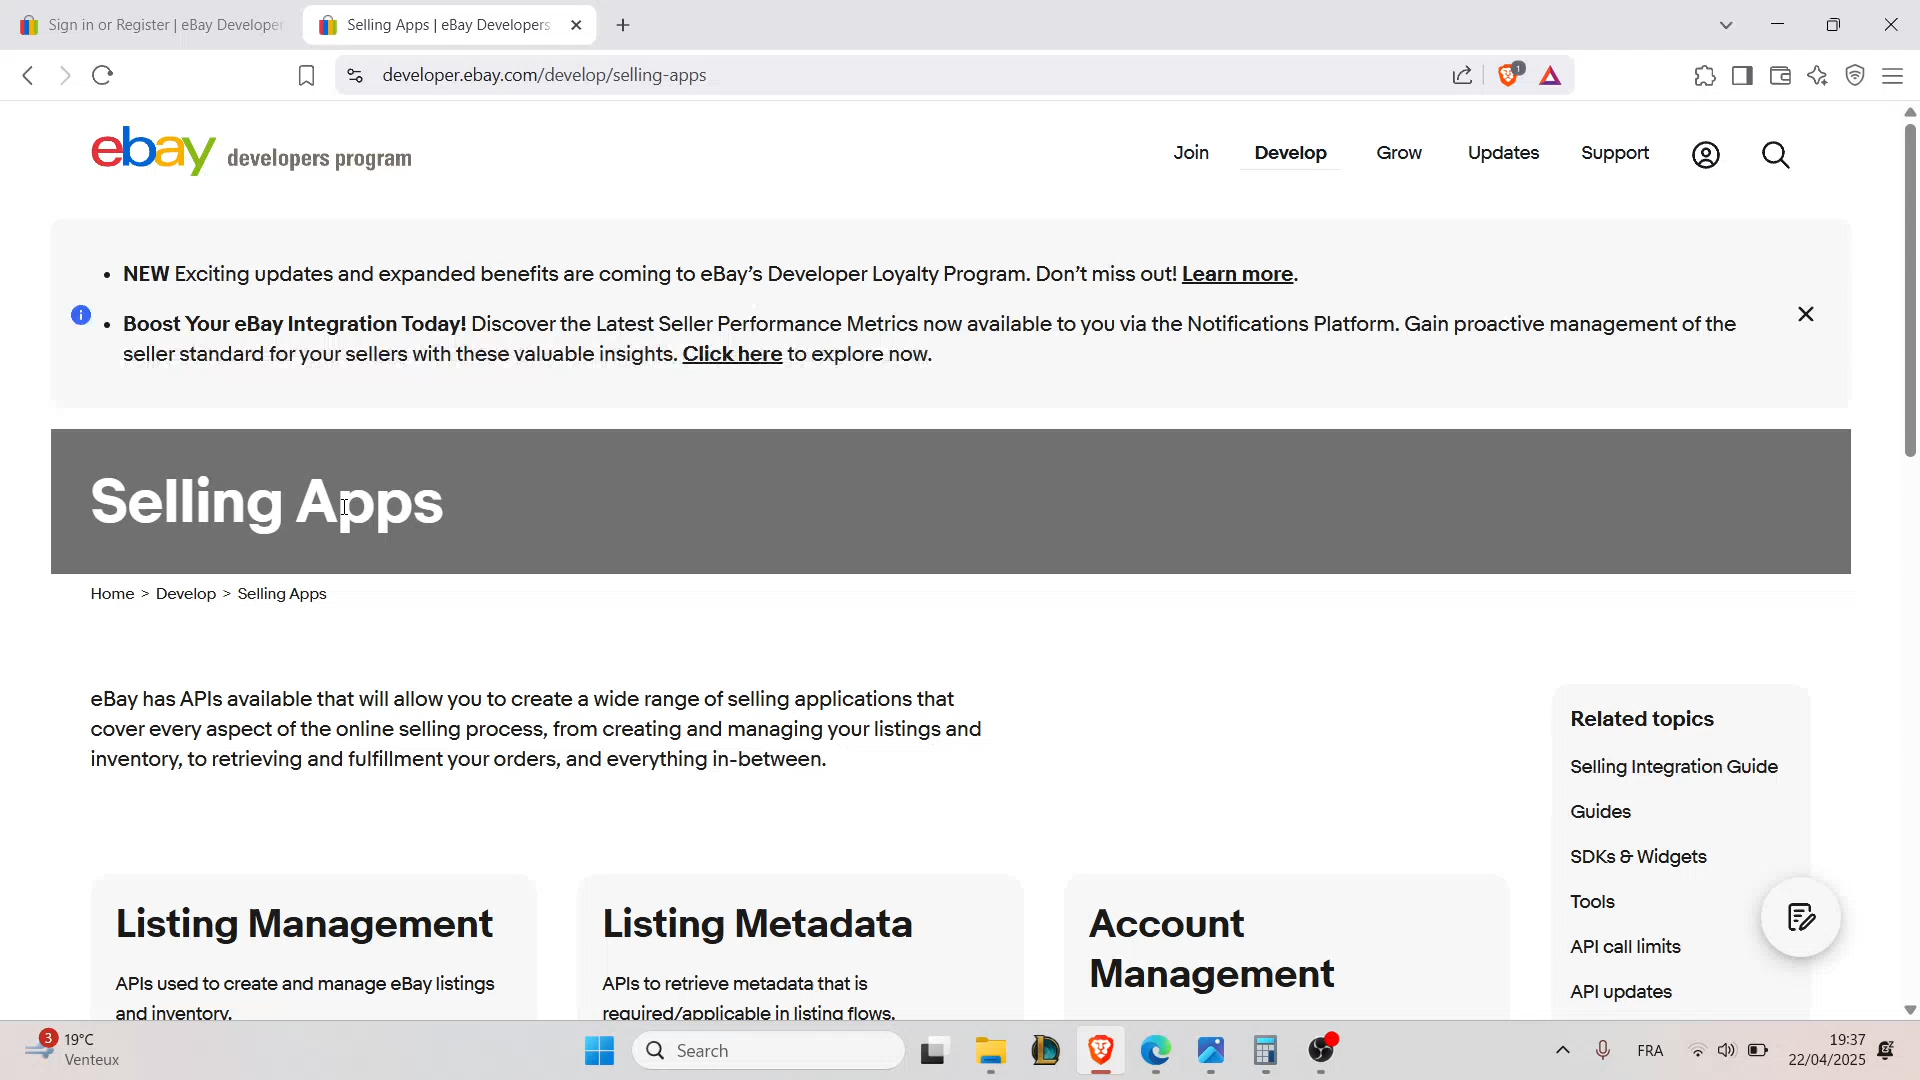 Sign in or Register | eBay Developer
Selling Apps | eBay Developers
developer.ebay.com/develop/selling-apps
1
ebay developers program
Join
Develop
Grow
Updates
Support
• NEW Exciting updates and expanded benefits are coming to eBay’s Developer Loyalty Program. Don’t miss out! Learn more.
• Boost Your eBay Integration Today! Discover the Latest Seller Performance Metrics now available to you via the Notifications Platform. Gain proactive management of the
seller standard for your sellers with these valuable insights. Click here to explore now.
Selling Apps
Home > Develop > Selling Apps
eBay has APIs available that will allow you to create a wide range of selling applications that
cover every aspect of the online selling process, from creating and managing your listings and
inventory, to retrieving and fulfillment your orders, and everything in-between.
Related topics
Selling Integration Guide
Guides
SDKs & Widgets
Tools
API call limits
API updates
Listing Management
APIs used to create and manage eBay listings
and inventory.
Listing Metadata
APIs to retrieve metadata that is
required/applicable in listing flows.
Account
Management
3
19°C
Venteux
Search
FRA
19:37
22/04/2025